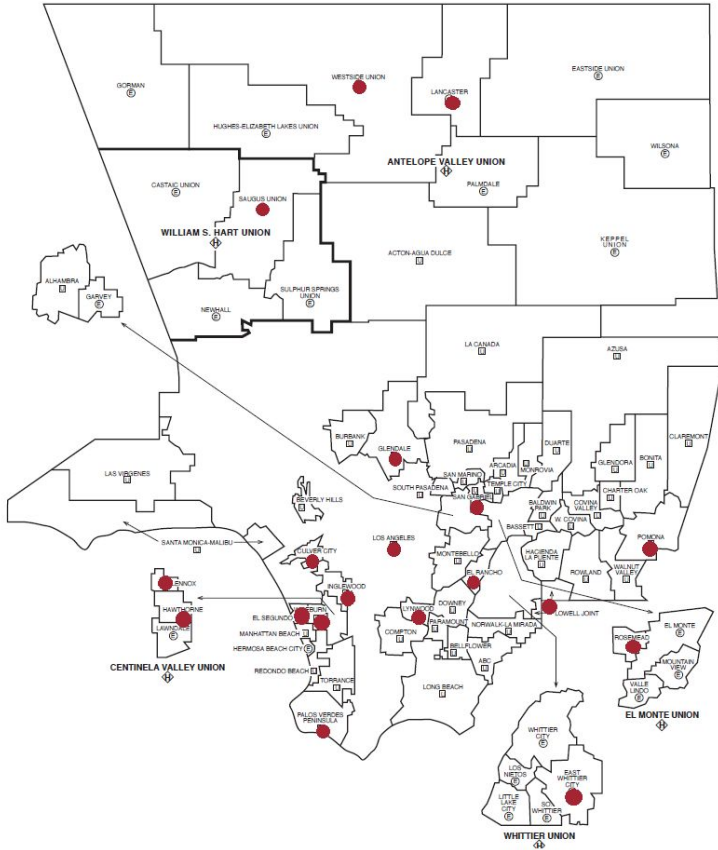 WESTSIDE UNION
EASTSIDE UNION
GORMAN
E
E
LANCASTER
HUGHES-ELIZABETH LAKES UNION
E
WILSONA
E
ANTELOPE VALLEY UNION
H
CASTAIC UNION
E
PALMDALE
E
SAUGUS UNION
WILLIAM S. HART UNION
H
ACTON-AGUA DULCE
U
KEPPEL
UNION
E
ALHAMBRA
U
GARVEY
E
SULPHUR SPRINGS
UNION
E
NEWHALL
E
LA CANADA
U
AZUSA
U
BURBANK
U
GLENDALE
PASADENA
U
DUARTE
U
CLAREMONT
U
ARCADIA
U
MONROVIA
U
GLENDORA
U
BONITA
U
LAS VIRGENES
U
SAN MARINO
U
TEMPLE CITY
U
SOUTH PASADENA
U
SAN GABRIEL
CHARTER OAK
U
BEVERLY HILLS
U
BALDWIN
PARK
U
COVINA
VALLEY
U
W. COVINA
U
BASSETT
U
SANTA MONICA-MALIBU
U
LOS ANGELES
CULVER CITY
MONTEBELLO
U
HACIENDA
LA PUENTE
U
POMONA
ROWLAND
U
WALNUT
VALLEY
U
LENNOX
INGLEWOOD
EL RANCHO
HAWTHORNE
LAWNDALE
E
EL SEGUNDO
LYNWOOD
DOWNEY
U
LOWELL JOINT
PARAMOUNT
U
NORWALK-LA MIRADA
U
COMPTON
U
MANHATTAN BEACH
U
HERMOSA BEACH CITY
E
BELLFLOWER
U
ABC
U
ROSEMEAD
EL MONTE
E
CENTINELA VALLEY UNION
H
REDONDO BEACH
U
TORRANCE
U
LONG BEACH
U
MOUNTAIN
VIEW
E
VALLE
LINDO
E
PALOS VERDES
PENINSULA
EL MONTE UNION
H
WHITTIER
CITY
E
LOS
NIETOS
E
EAST
WHITTIER
CITY
LITTLE
LAKE
CITY
E
SO.
WHITTIER
E
WHITTIER UNION
H